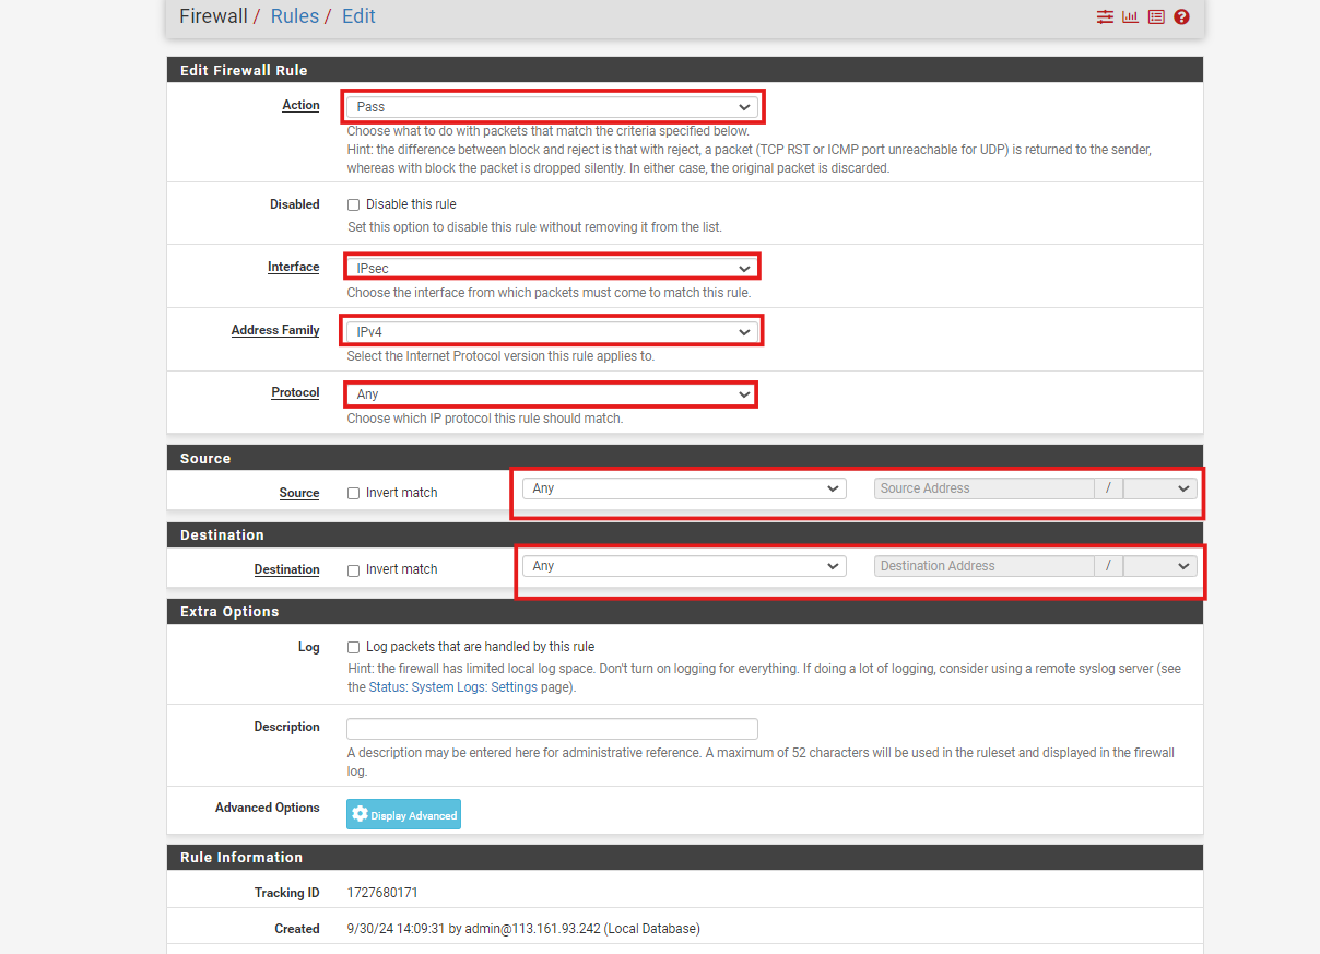 Firewall / Rules / Edit
Edit Firewall Rule
Action
Pass
Choose what to do with packets that match the criteria specified below.
Hint: the difference between block and reject is that with reject, a packet (TCP RST or ICMP port unreachable for UDP) is returned to the sender,
whereas with block the packet is dropped silently. In either case, the original packet is discarded.
Disabled
Disable this rule
Set this option to disable this rule without removing it from the list.
Interface
IPsec
Choose the interface from which packets must come to match this rule.
Address Family
IPv4
Select the Internet Protocol version this rule applies to.
Protocol
Any
Choose which IP protocol this rule should match.
Source
Source
Invert match
Any
Source Address
/
Destination
Destination
Invert match
Any
Destination Address
/
Extra Options
Log
Log packets that are handled by this rule
Hint: the firewall has limited local log space. Don't turn on logging for everything. If doing a lot of logging, consider using a remote syslog server (see
the Status: System Logs: Settings page).
Description
A description may be entered here for administrative reference. A maximum of 52 characters will be used in the ruleset and displayed in the firewall
log.
Advanced Options
Display Advanced
Rule Information
Tracking ID
1727680171
Created
9/30/24 14:09:31 by admin@113.161.93.242 (Local Database)